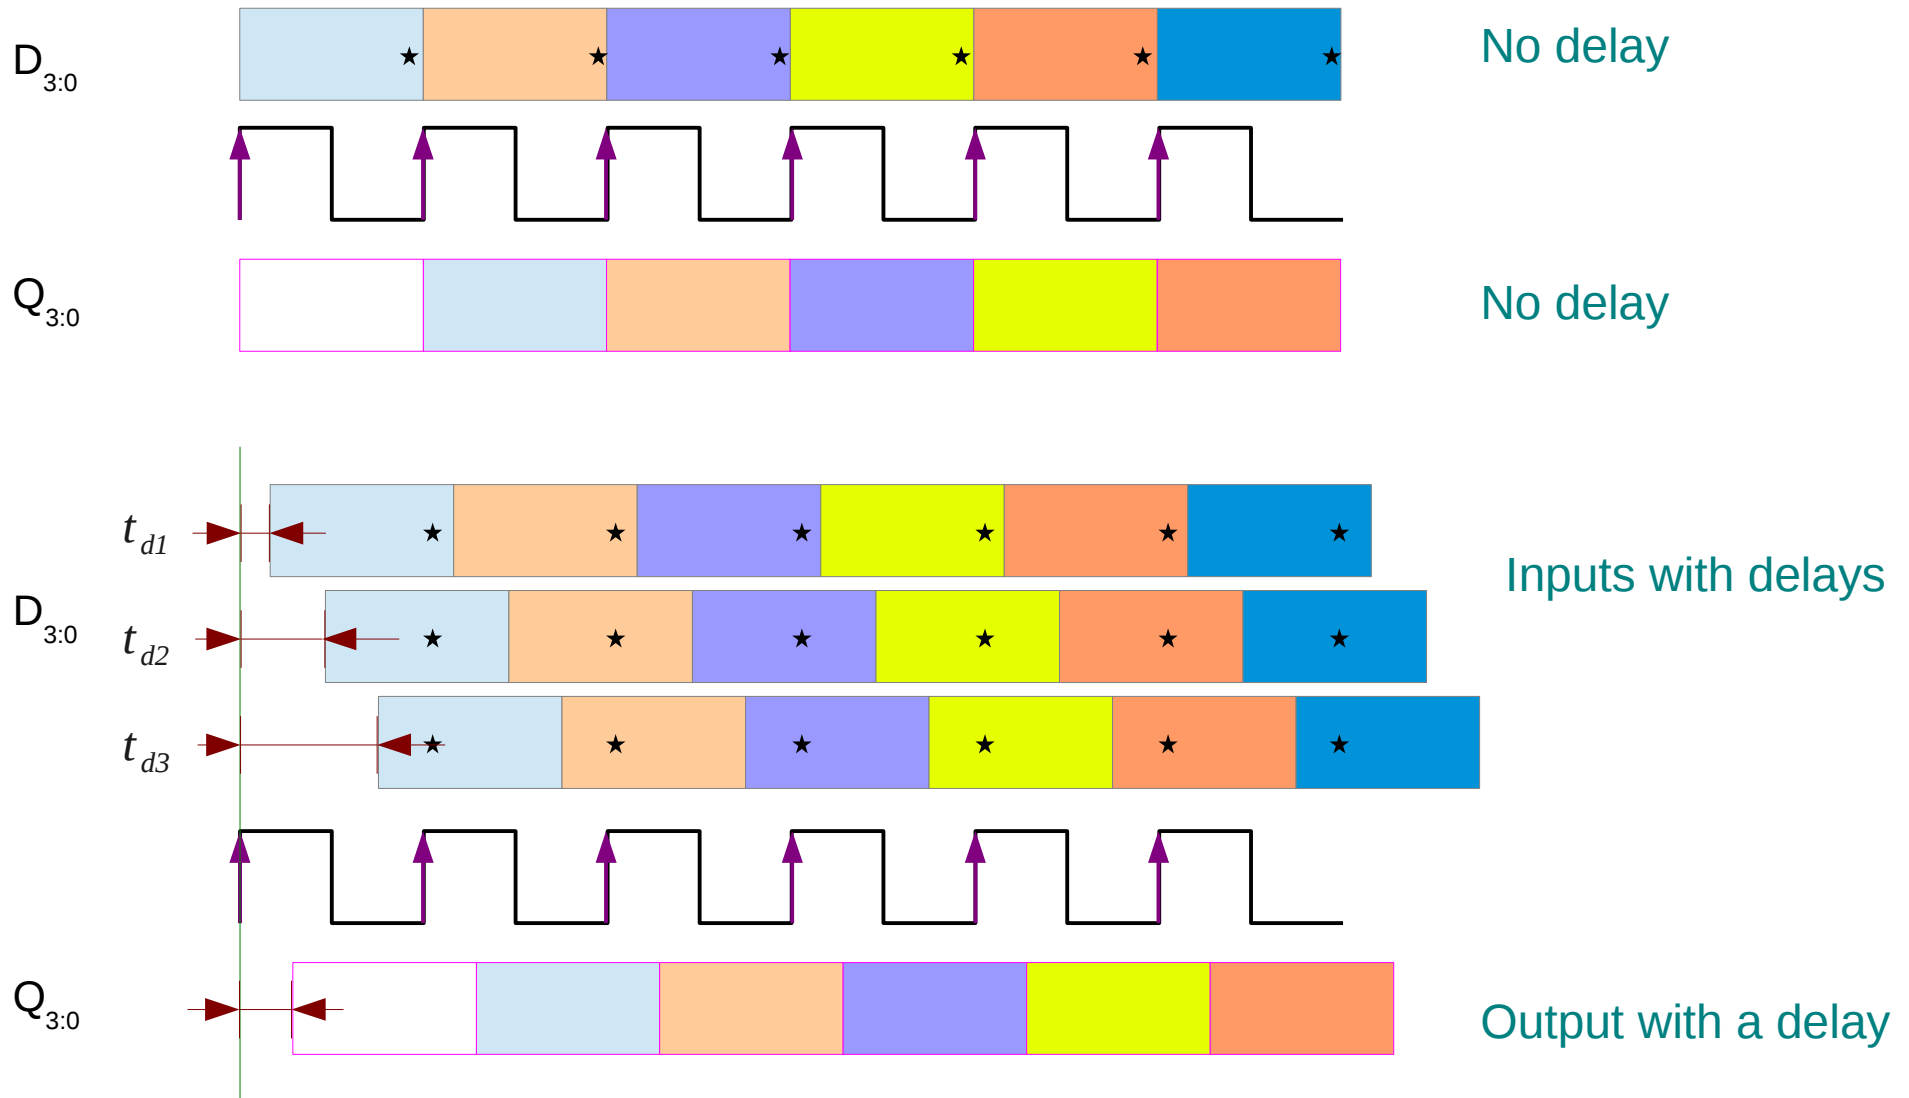 D3:0
No delay
Q3:0
No delay
td1
Inputs with delays
D3:0
td2
td3
Q3:0
Output with a delay